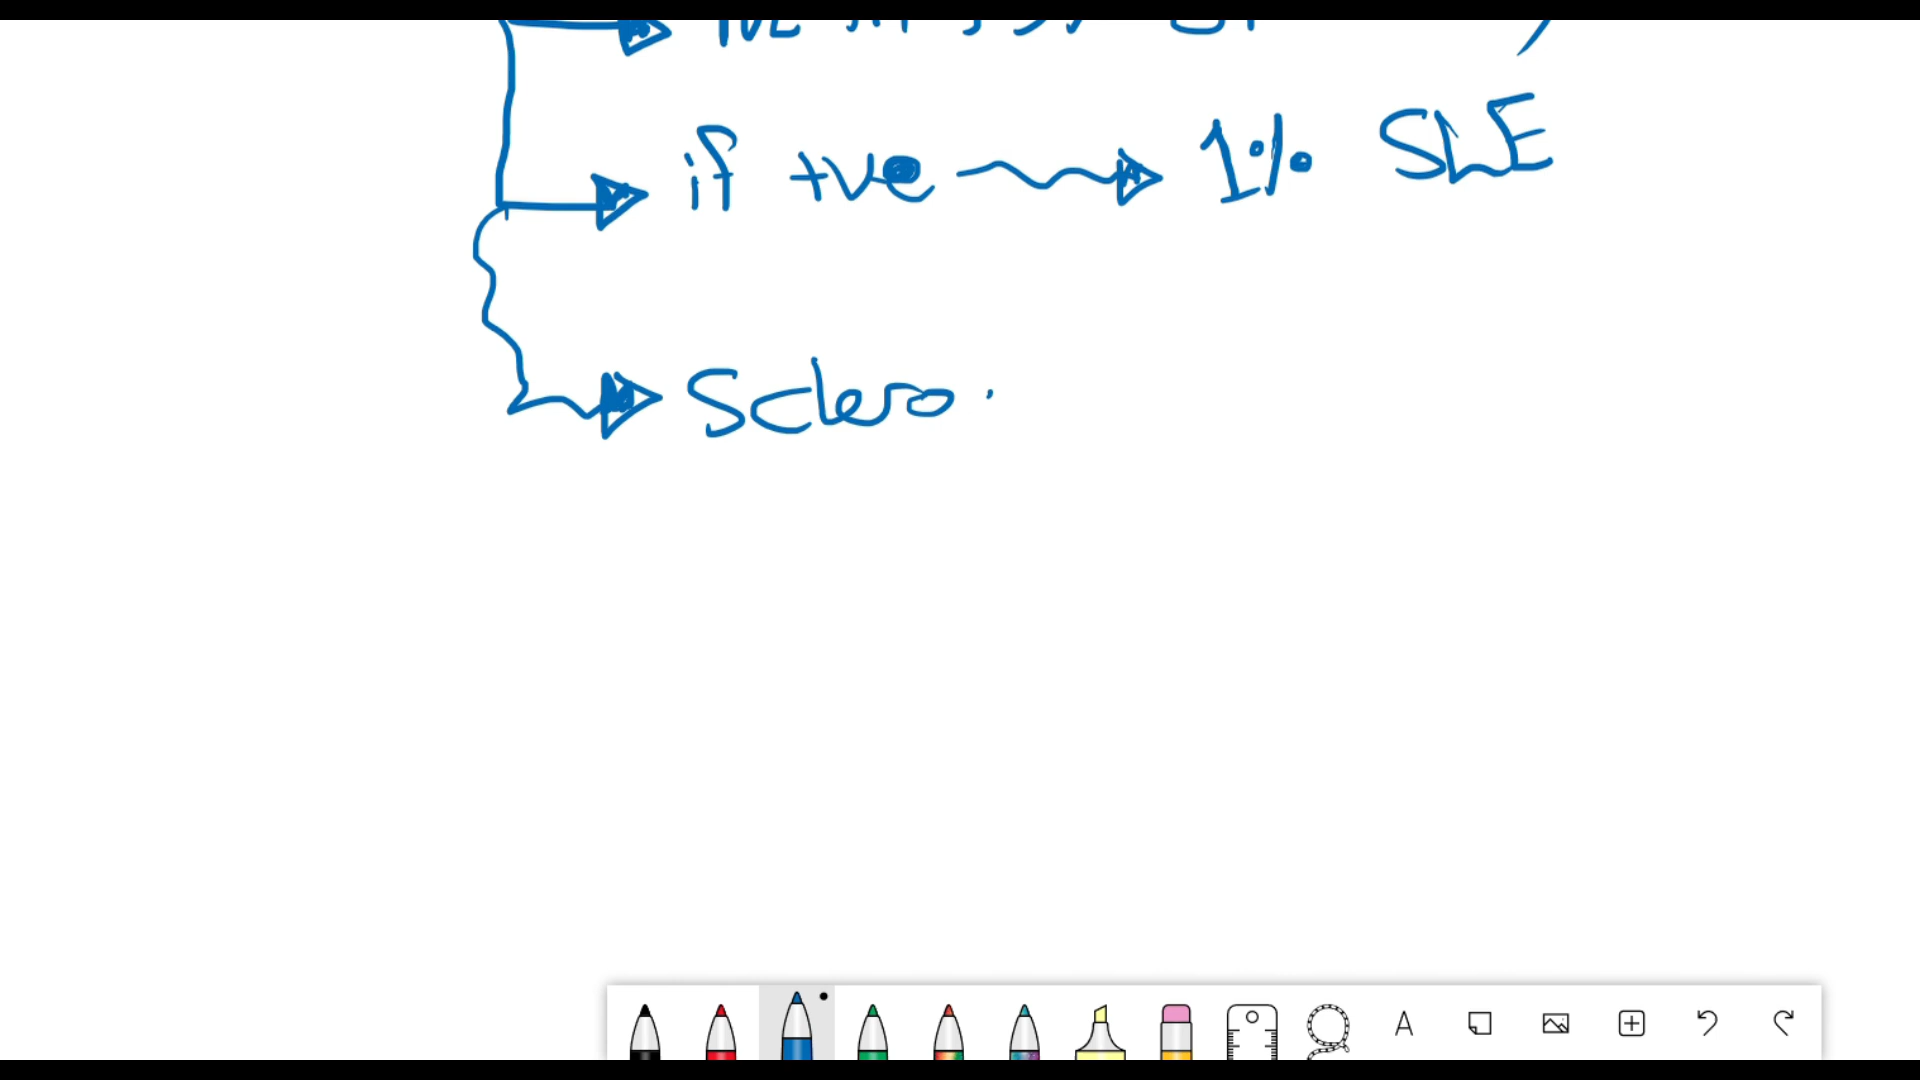 if +ve 1% SLE
Sclero.
A